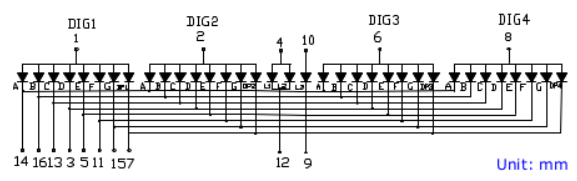 DIG1 DIG2 DIG3 DIG4
1 2 4 10 6 8
A B C D E F G DP1 A B C D E F G DP2 L1 L2 L3 A B C D E F G DP3 A B C D E F G DP4
14 16 13 3 5 11 15 7 12 9
Unit: mm